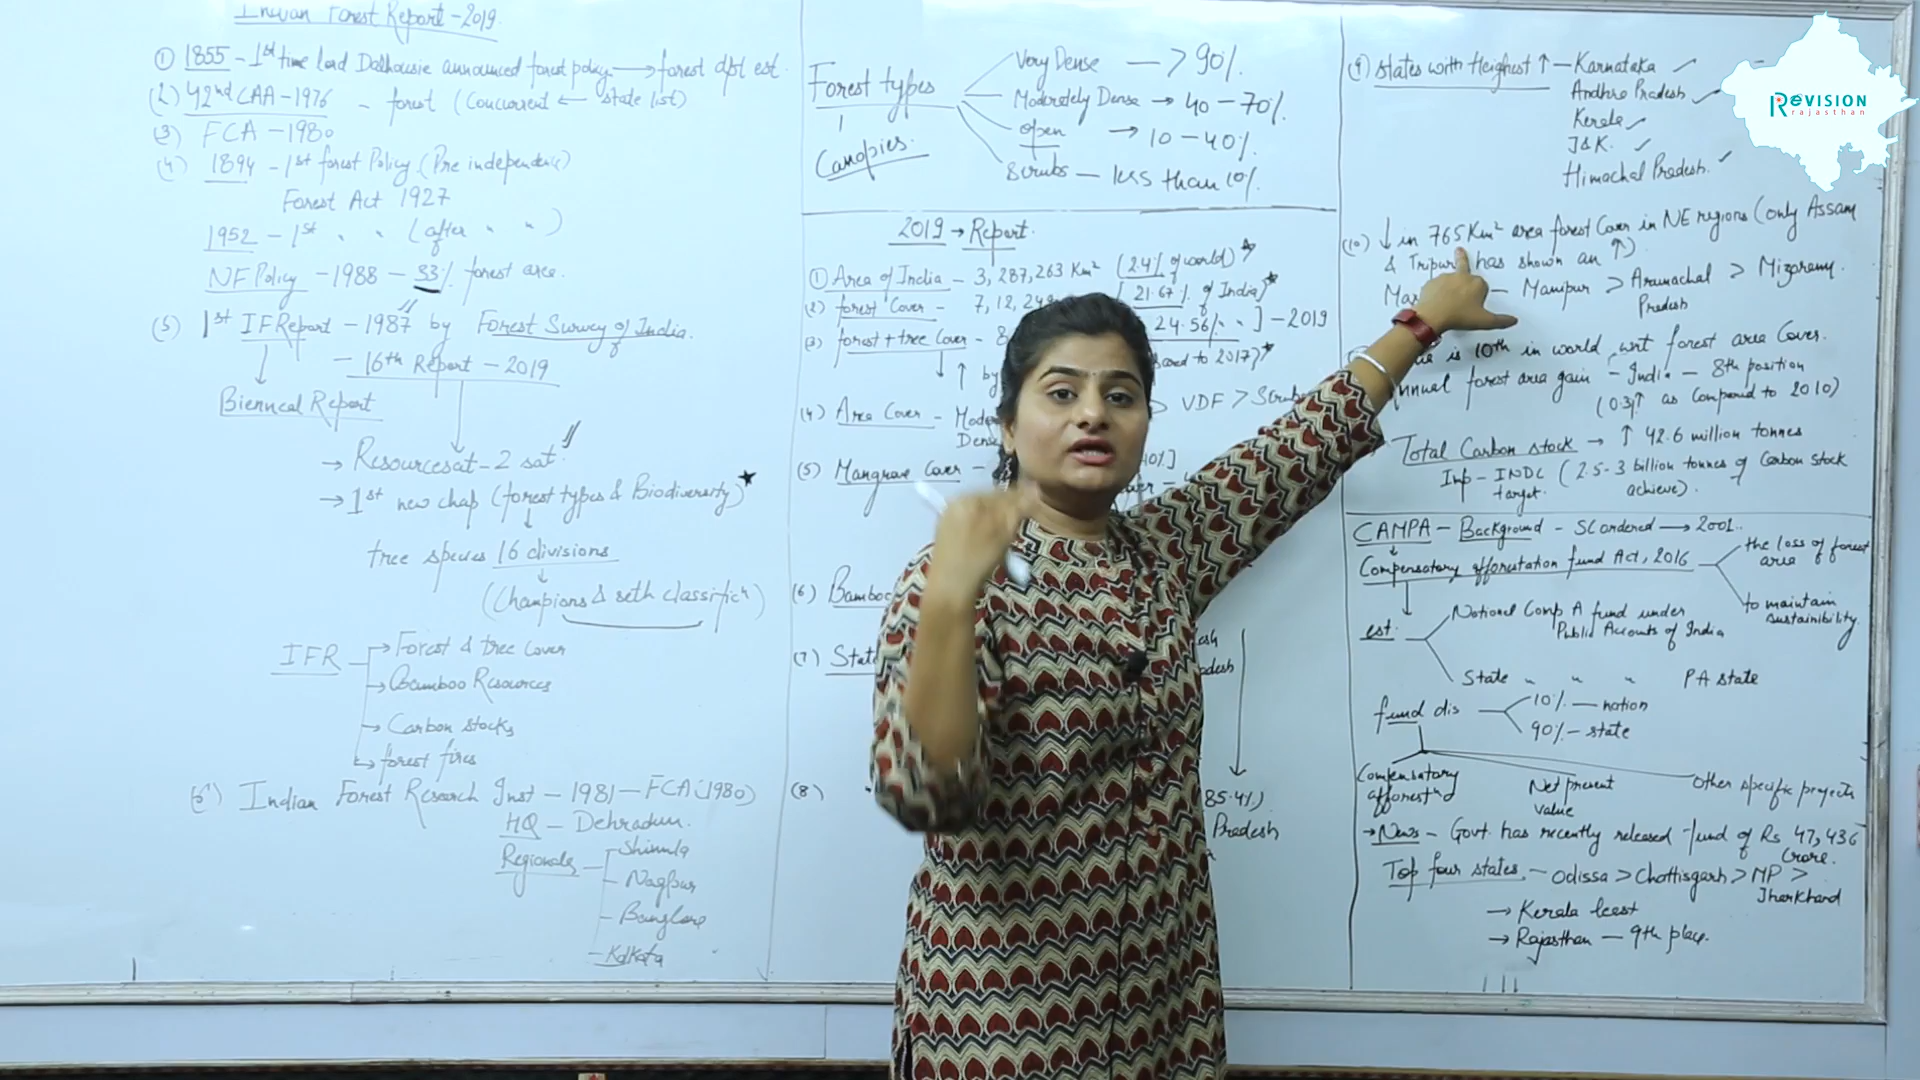 Indian Forest Report - 2019.
① 1855 - 1st time lord Dalhousie announced forest policy → forest dpt est.
(2) 42nd CAA - 1976 - forest (Concurrent ← state list)
(3) FCA - 1980
(4) 1894 - 1st forest Policy (Pre independence)
Forest Act 1927
1952 - 1st " " (after " ")
NF Policy - 1988 - 33% forest area.
(5) 1st IFReport - 1987 by Forest Survey of India.
- 16th Report - 2019
Bienneal Report
→ Resourcesat - 2 sat.
→ 1st new chap (forest types & Biodiversity) ★
tree species 16 divisions
(Champions & seth classific^n)
IFR
→ Forest & tree cover
→ Bamboo Resources
→ Carbon stocks
→ forest fires
Indian Forest Research Inst - 1981 - FCA (1980)
HQ - Dehradun.
Regionals
- Shimla
- Nagpur
- Banglore
- Kolkata
Forest types
Canopies.
Very Dense - > 90%.
Moderately Dense → 40 - 70%.
open → 10 - 40%.
Scrubs - less than 10%.
2019 → Report.
① Area of India - 3,287,263 Km² (2.4% of world) ★
(2) forest Cover - 7,12,249 [21.67% of India] ★
(3) forest + tree Cover - 8 24.56% " " ] - 2019
↑ by 2017) ★
(4) Area Cover - > VDF > Scrubs
(5) Mangrove Cover -
(6)
(7)
(8) 85.4%)
Pradesh
(9) states with Heighest ↑ - Karnataka
Andhra Pradesh
Kerala
J&K.
Himachal Pradesh.
(10) ↓ in 765 Km² area forest Cover in NE regions (only Assam
& Tripura has shown an ↑)
- Manipur > Arunachal Pradesh > Mizoram.
is 10th in world wrt forest area Cover.
Annual forest area gain - India - 8th position
(0.3)↑ as Compared to 2010)
Total Carbon stock → ↑ 42.6 million tonnes
Imp - INDC target. (2.5 - 3 billion tonnes of Carbon stock
achieve).
CAMPA - Background - SC ordered → 2001.
Compensatory afforestation fund Act, 2016
the loss of forest area
to maintain sustainibility.
est.
National Comp A fund under
Public Accounts of India
State " " " PA state
fund dis
10% - nation
90% - state
Compensatory afforest^nd
Net present value
Other specific projects
→ News - Govt. has recently released fund of Rs 47,436 Crore.
Top four states - Odissa > Chattisgarh > MP > Jharkhand
→ Kerala least
→ Rajasthan - 9th place.
ReVISION
rajasthan